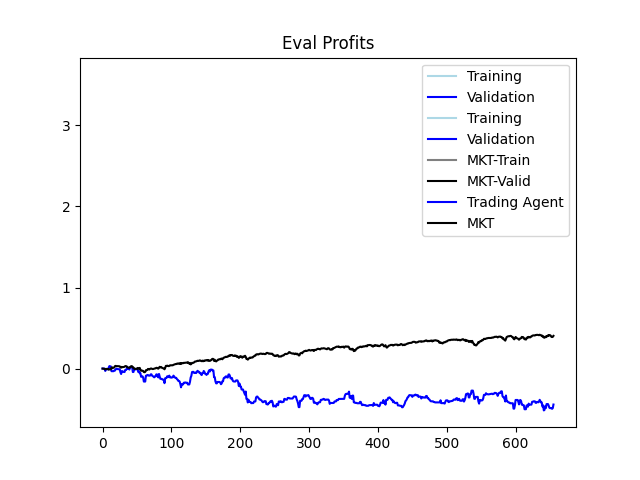 Eval Profits
Training
Validation
Training
Validation
MKT-Train
MKT-Valid
Trading Agent
MKT
3
2
1
0
0 100 200 300 400 500 600